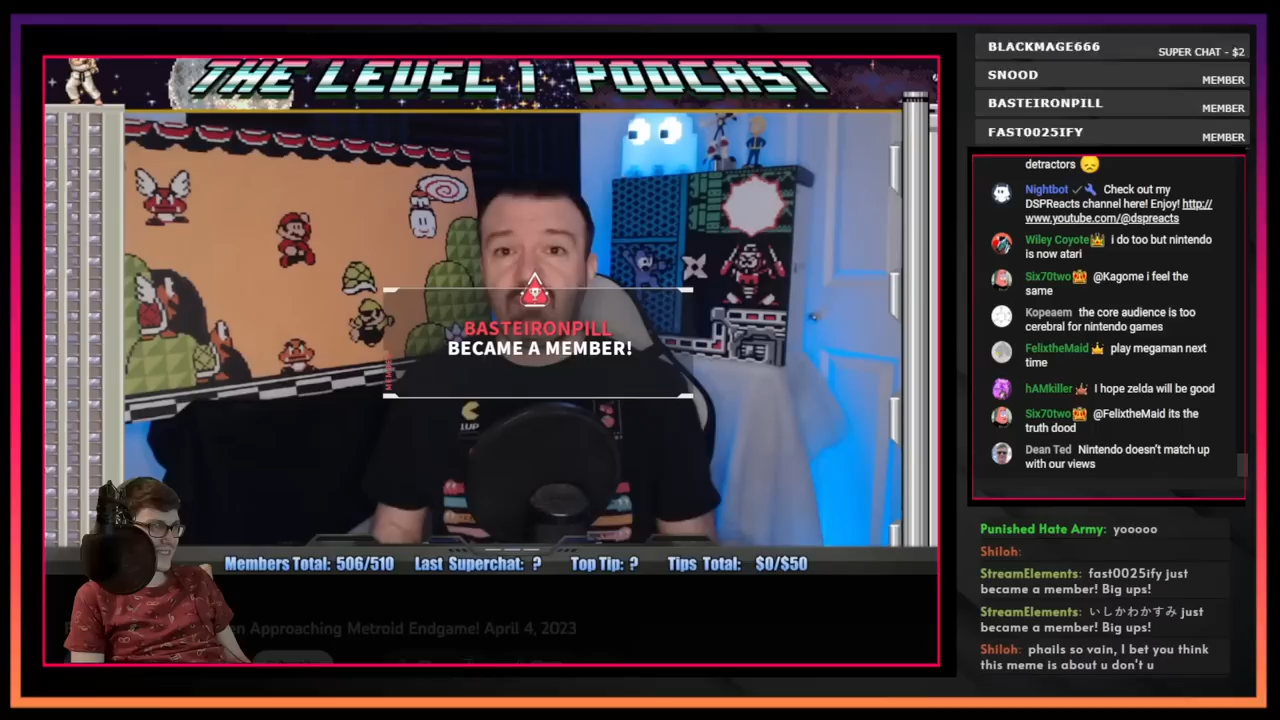 THE LEVEL 1 PODCAST
BASTEIRONPILL
BECAME A MEMBER!
1UP
Members Total: 506/510 Last Superchat: ? Top Tip: ? Tips Total: $0/$50
Approaching Metroid Endgame! April 4, 2023
BLACKMAGE666 SUPER CHAT - $2
SNOOD MEMBER
BASTEIRONPILL MEMBER
FAST0025IFY MEMBER
detractors 😞
Nightbot Check out my
DSPReacts channel here! Enjoy! http://
www.youtube.com/@dspreacts
Wiley Coyote i do too but nintendo
is now atari
Six70two @Kagome i feel the
same
Kopeaem the core audience is too
cerebral for nintendo games
FelixtheMaid play megaman next
time
hAMkiller I hope zelda will be good
Six70two @FelixtheMaid its the
truth dood
Dean Ted Nintendo doesn't match up
with our views
Punished Hate Army: yooooo
Shiloh:
StreamElements: fast0025ify just
became a member! Big ups!
StreamElements: いしかわかすみ just
became a member! Big ups!
Shiloh: phails so vain, I bet you think
this meme is about u don't u